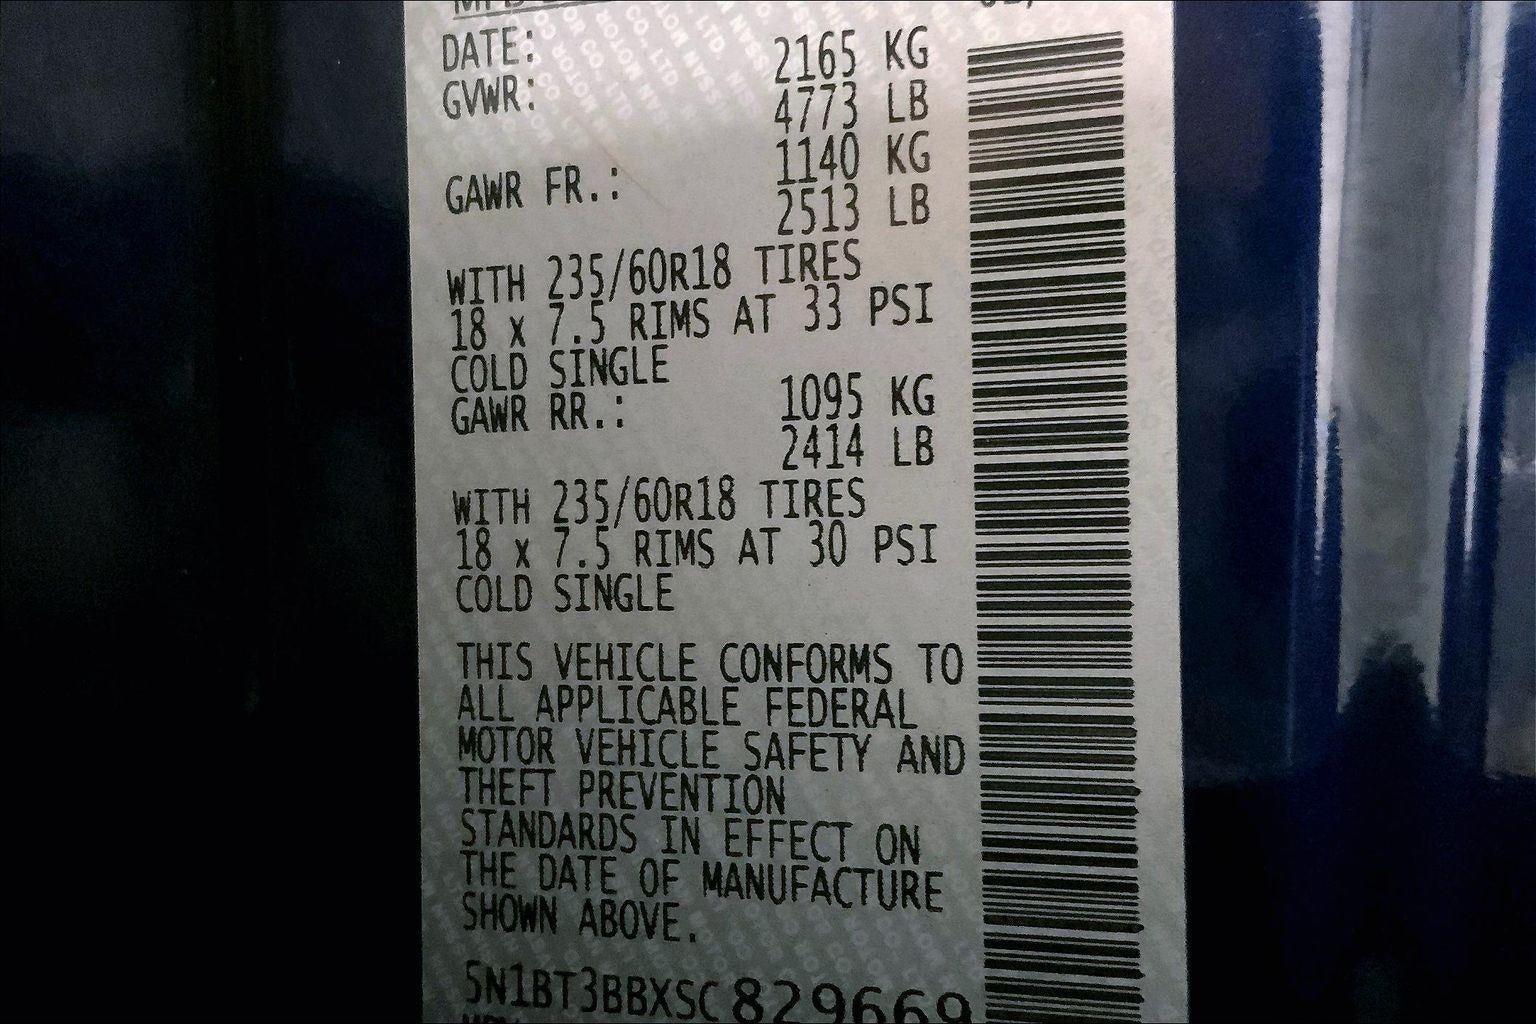 DATE:
GVWR: 2165 KG
4773 LB
GAWR FR.: 1140 KG
2513 LB
WITH 235/60R18 TIRES
18 x 7.5 RIMS AT 33 PSI
COLD SINGLE
GAWR RR.: 1095 KG
2414 LB
WITH 235/60R18 TIRES
18 x 7.5 RIMS AT 30 PSI
COLD SINGLE
THIS VEHICLE CONFORMS TO
ALL APPLICABLE FEDERAL
MOTOR VEHICLE SAFETY AND
THEFT PREVENTION
STANDARDS IN EFFECT ON
THE DATE OF MANUFACTURE
SHOWN ABOVE.
5N1BT3BBXSC829669